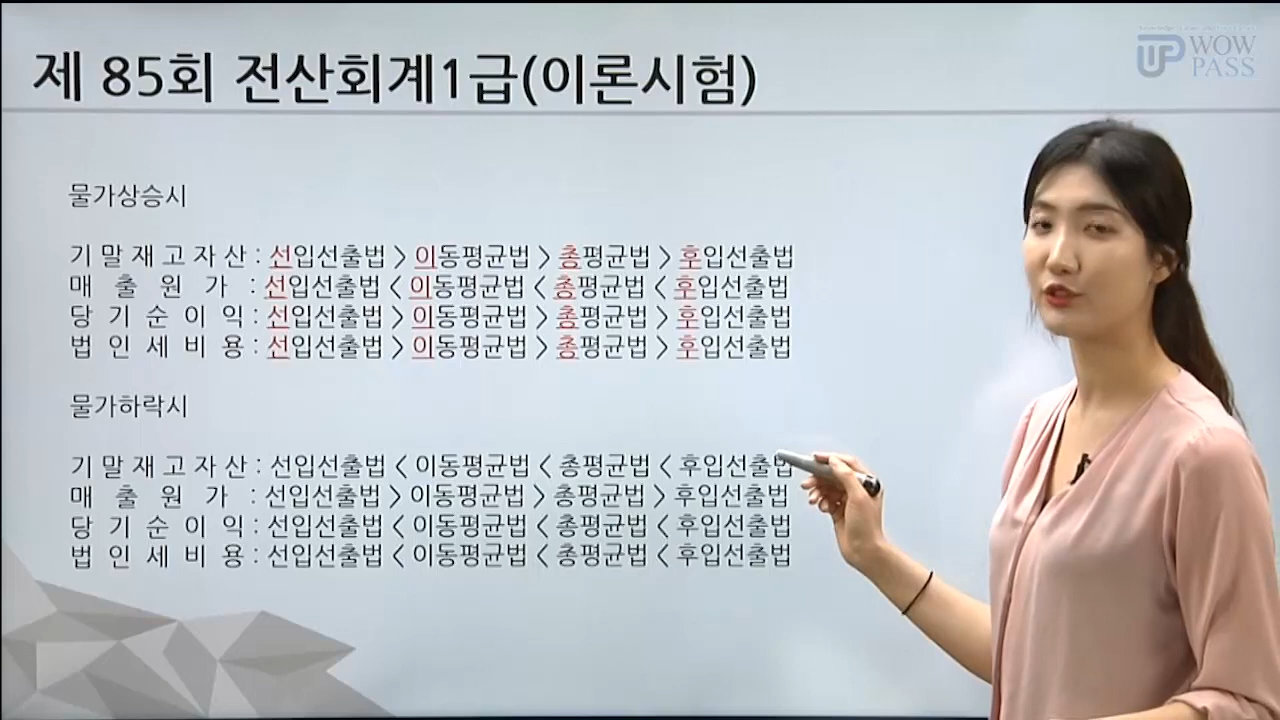 제 85회 전산회계1급(이론시험)
WOW
PASS
물가상승시
기 말 재 고 자 산 : 선입선출법 > 이동평균법 > 총평균법 > 후입선출법
매 출 원 가 : 선입선출법 < 이동평균법 < 총평균법 < 후입선출법
당 기 순 이 익 : 선입선출법 > 이동평균법 > 총평균법 > 후입선출법
법 인 세 비 용 : 선입선출법 > 이동평균법 > 총평균법 > 후입선출법
물가하락시
기 말 재 고 자 산 : 선입선출법 < 이동평균법 < 총평균법 < 후입선출법
매 출 원 가 : 선입선출법 > 이동평균법 > 총평균법 > 후입선출법
당 기 순 이 익 : 선입선출법 < 이동평균법 < 총평균법 < 후입선출법
법 인 세 비 용 : 선입선출법 < 이동평균법 < 총평균법 < 후입선출법